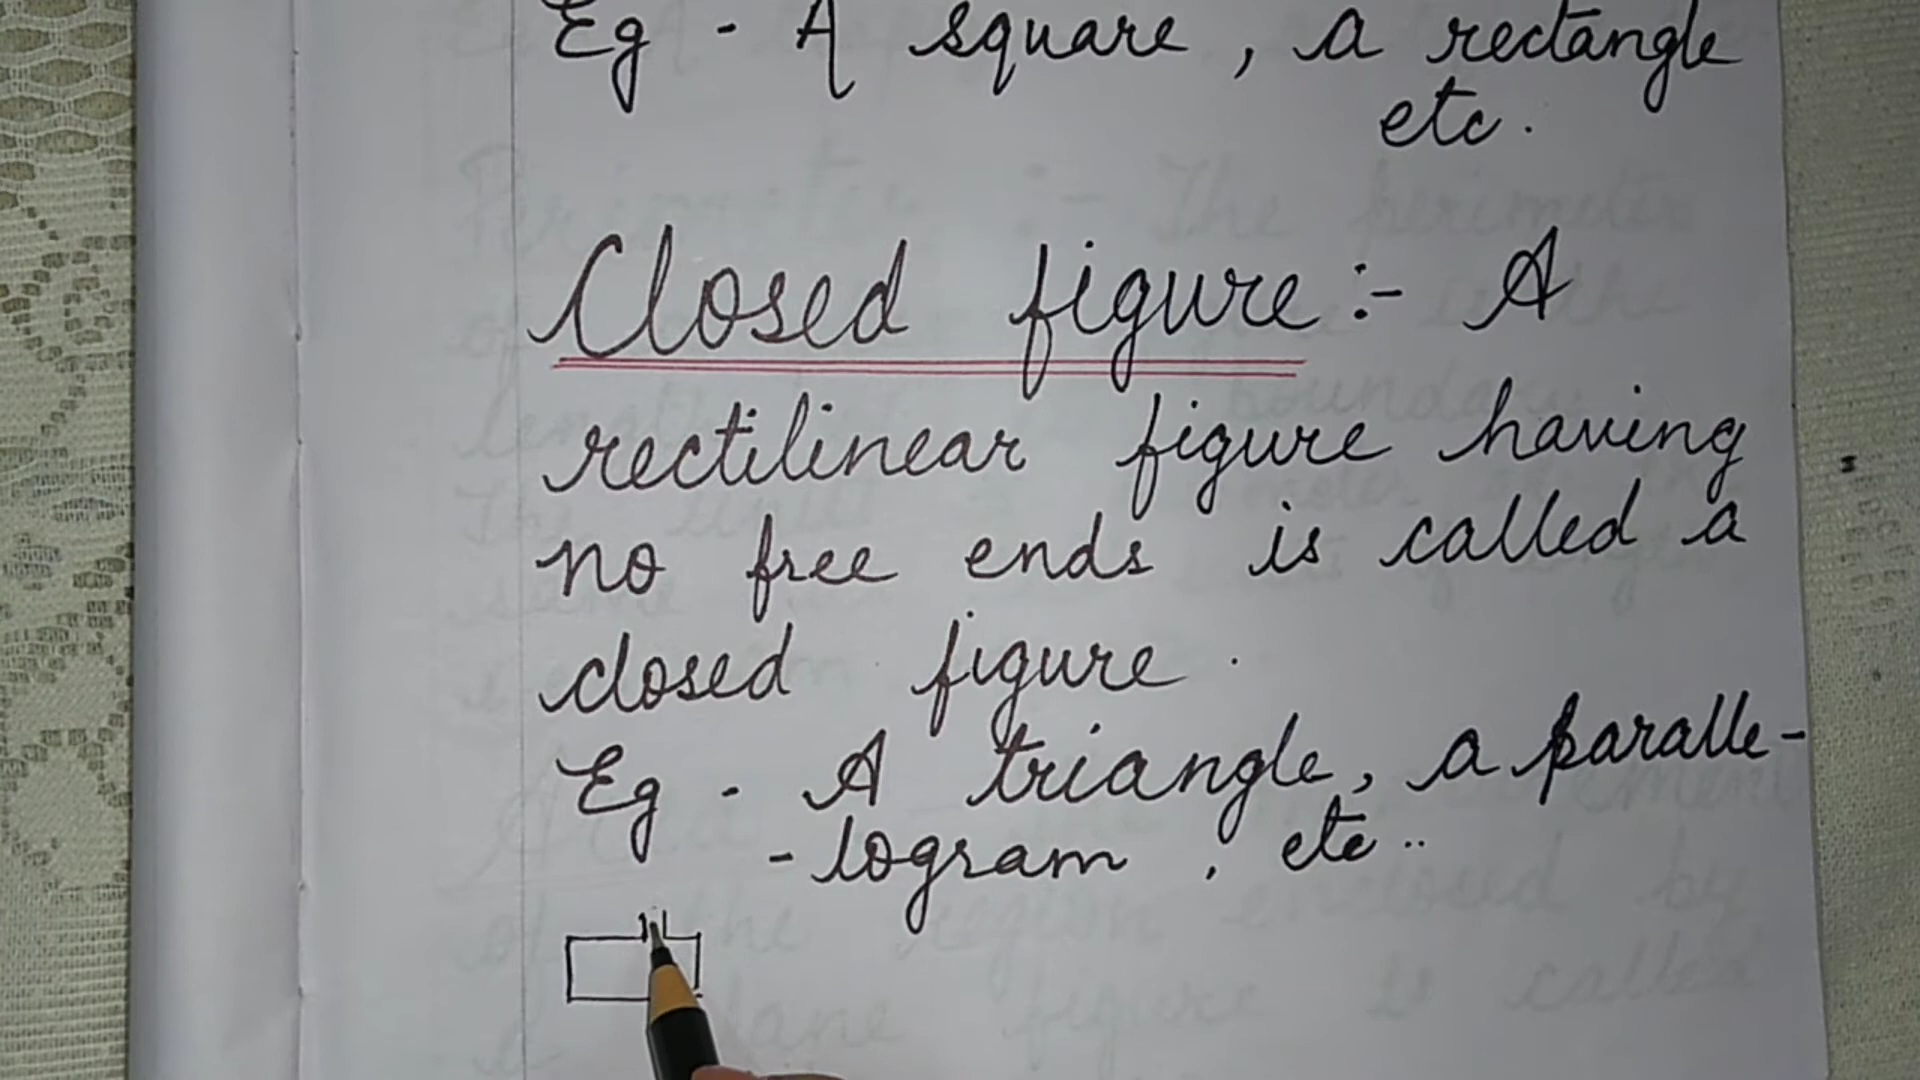 Eg - A square, a rectangle
etc.
Closed figure :- A
rectilinear figure having
no free ends is called a
closed figure.
Eg - A triangle, a paralle-
-logram, etc..